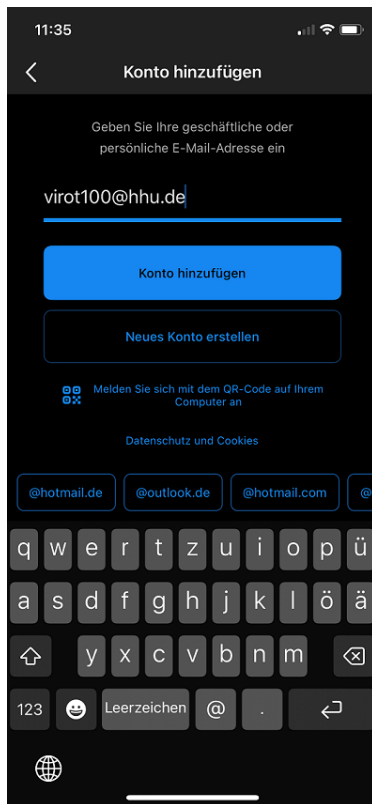 11:35
Konto hinzufügen
Geben Sie Ihre geschäftliche oder
persönliche E-Mail-Adresse ein
virot100@hhu.de
Konto hinzufügen
Neues Konto erstellen
Melden Sie sich mit dem QR-Code auf Ihrem
Computer an
Datenschutz und Cookies
@hotmail.de @outlook.de @hotmail.com @
q w e r t z u i o p ü
a s d f g h j k l ö ä
y x c v b n m
123 Leerzeichen @ .